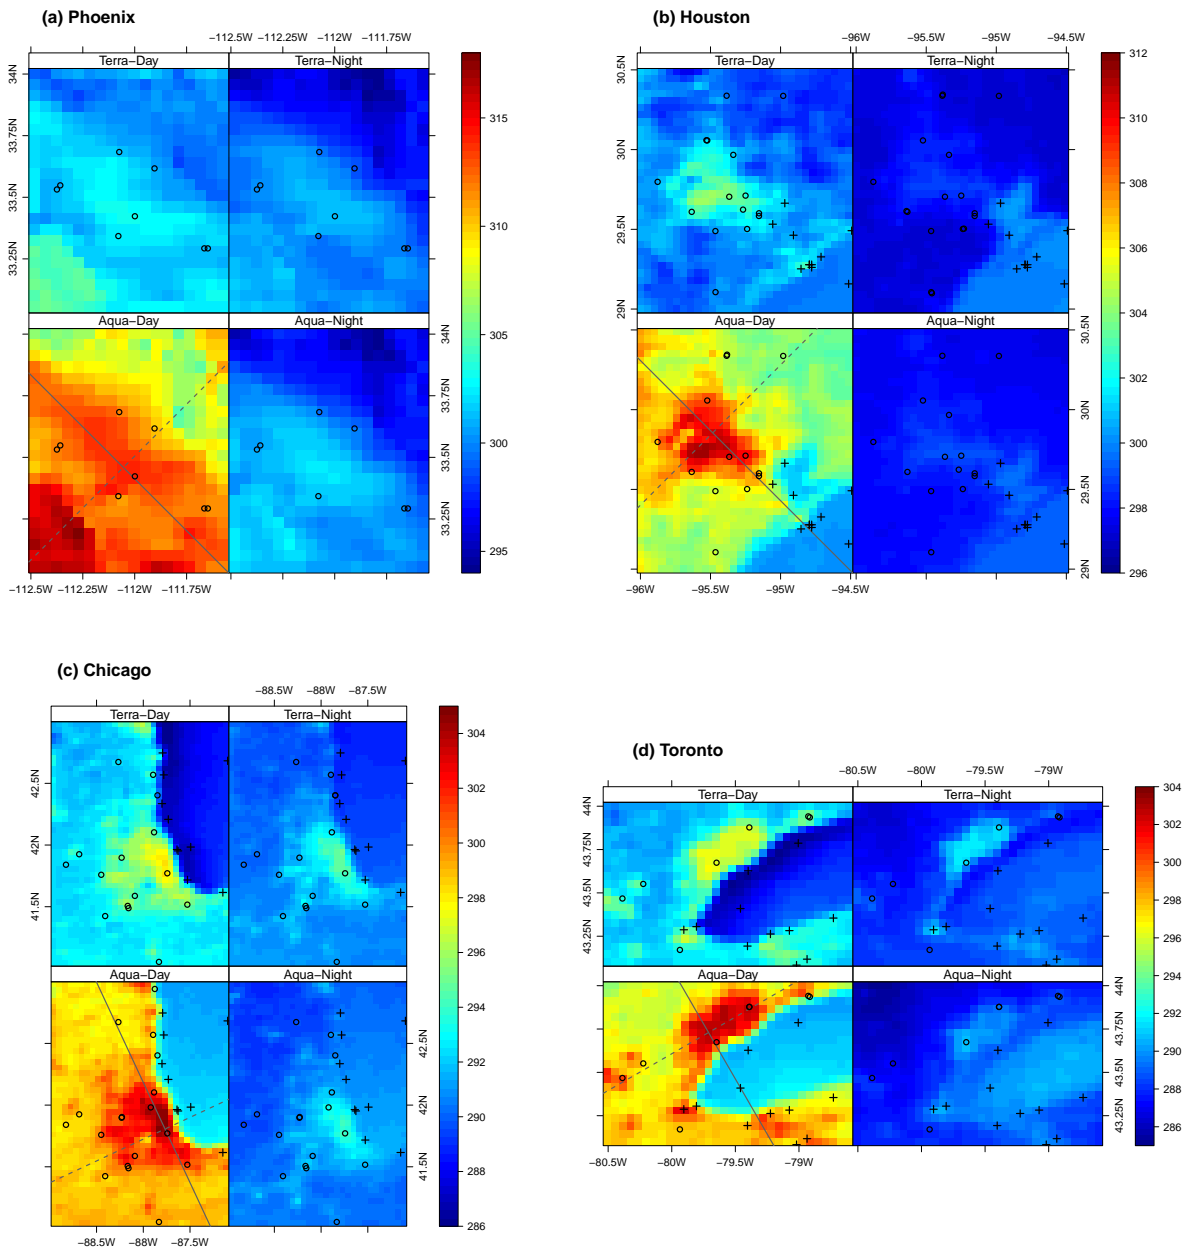 (a) Phoenix
−112.5W −112.25W −112W −111.75W
Terra−Day Terra−Night
34N
33.75N
33.5N
33.25N
Aqua−Day Aqua−Night
34N
33.75N
33.5N
33.25N
−112.5W −112.25W −112W −111.75W
315
310
305
300
295
(b) Houston
−96W −95.5W −95W −94.5W
Terra−Day Terra−Night
30.5N
30N
29.5N
29N
Aqua−Day Aqua−Night
30.5N
30N
29.5N
29N
−96W −95.5W −95W −94.5W
312
310
308
306
304
302
300
298
296
(c) Chicago
−88.5W −88W −87.5W
Terra−Day Terra−Night
42.5N
42N
41.5N
Aqua−Day Aqua−Night
42.5N
42N
41.5N
−88.5W −88W −87.5W
304
302
300
298
296
294
292
290
288
286
(d) Toronto
−80.5W −80W −79.5W −79W
Terra−Day Terra−Night
44N
43.75N
43.5N
43.25N
Aqua−Day Aqua−Night
44N
43.75N
43.5N
43.25N
−80.5W −80W −79.5W −79W
304
302
300
298
296
294
292
290
288
286